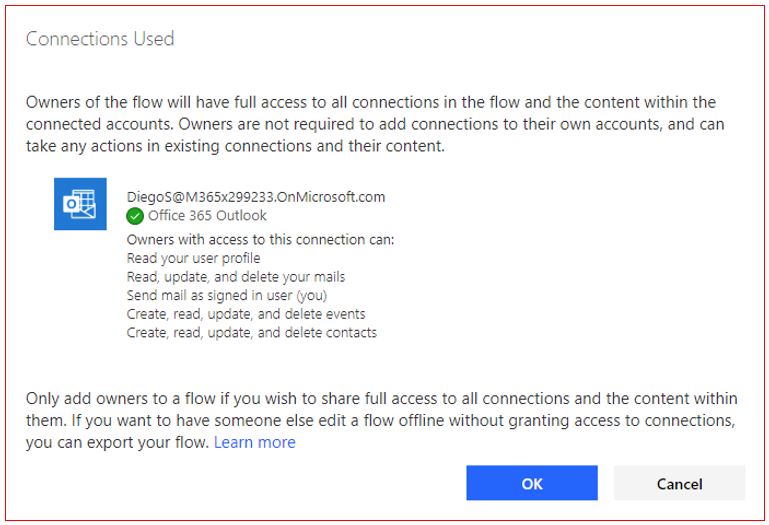 Connections Used
Owners of the flow will have full access to all connections in the flow and the content within the
connected accounts. Owners are not required to add connections to their own accounts, and can
take any actions in existing connections and their content.
DiegoS@M365x299233.OnMicrosoft.com
Office 365 Outlook
Owners with access to this connection can:
Read your user profile
Read, update, and delete your mails
Send mail as signed in user (you)
Create, read, update, and delete events
Create, read, update, and delete contacts
Only add owners to a flow if you wish to share full access to all connections and the content within
them. If you want to have someone else edit a flow offline without granting access to connections,
you can export your flow. Learn more
OK Cancel